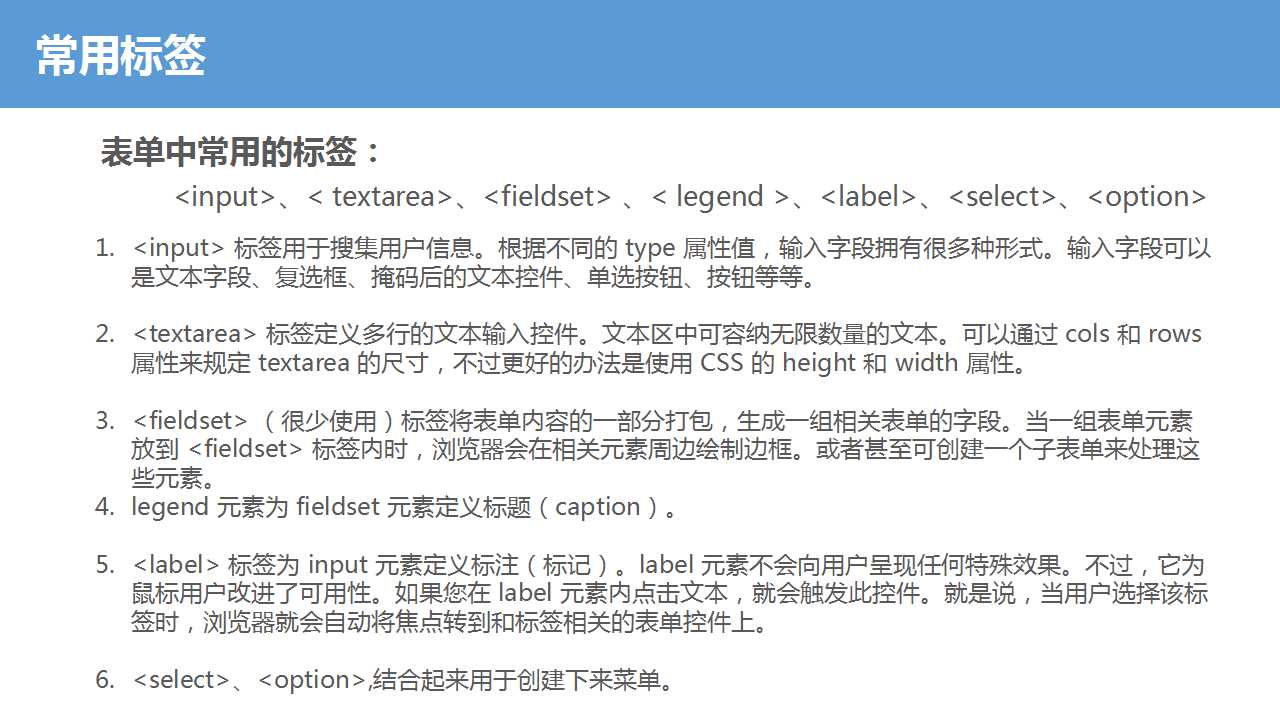 常用标签
表单中常用的标签：
<input>、< textarea>、<fieldset> 、< legend >、<label>、<select>、<option>
1. <input> 标签用于搜集用户信息。根据不同的 type 属性值，输入字段拥有很多种形式。输入字段可以
是文本字段、复选框、掩码后的文本控件、单选按钮、按钮等等。
2. <textarea> 标签定义多行的文本输入控件。文本区中可容纳无限数量的文本。可以通过 cols 和 rows
属性来规定 textarea 的尺寸，不过更好的办法是使用 CSS 的 height 和 width 属性。
3. <fieldset> （很少使用）标签将表单内容的一部分打包，生成一组相关表单的字段。当一组表单元素
放到 <fieldset> 标签内时，浏览器会在相关元素周边绘制边框。或者甚至可创建一个子表单来处理这
些元素。
4. legend 元素为 fieldset 元素定义标题（caption）。
5. <label> 标签为 input 元素定义标注（标记）。label 元素不会向用户呈现任何特殊效果。不过，它为
鼠标用户改进了可用性。如果您在 label 元素内点击文本，就会触发此控件。就是说，当用户选择该标
签时，浏览器就会自动将焦点转到和标签相关的表单控件上。
6. <select>、<option>,结合起来用于创建下来菜单。